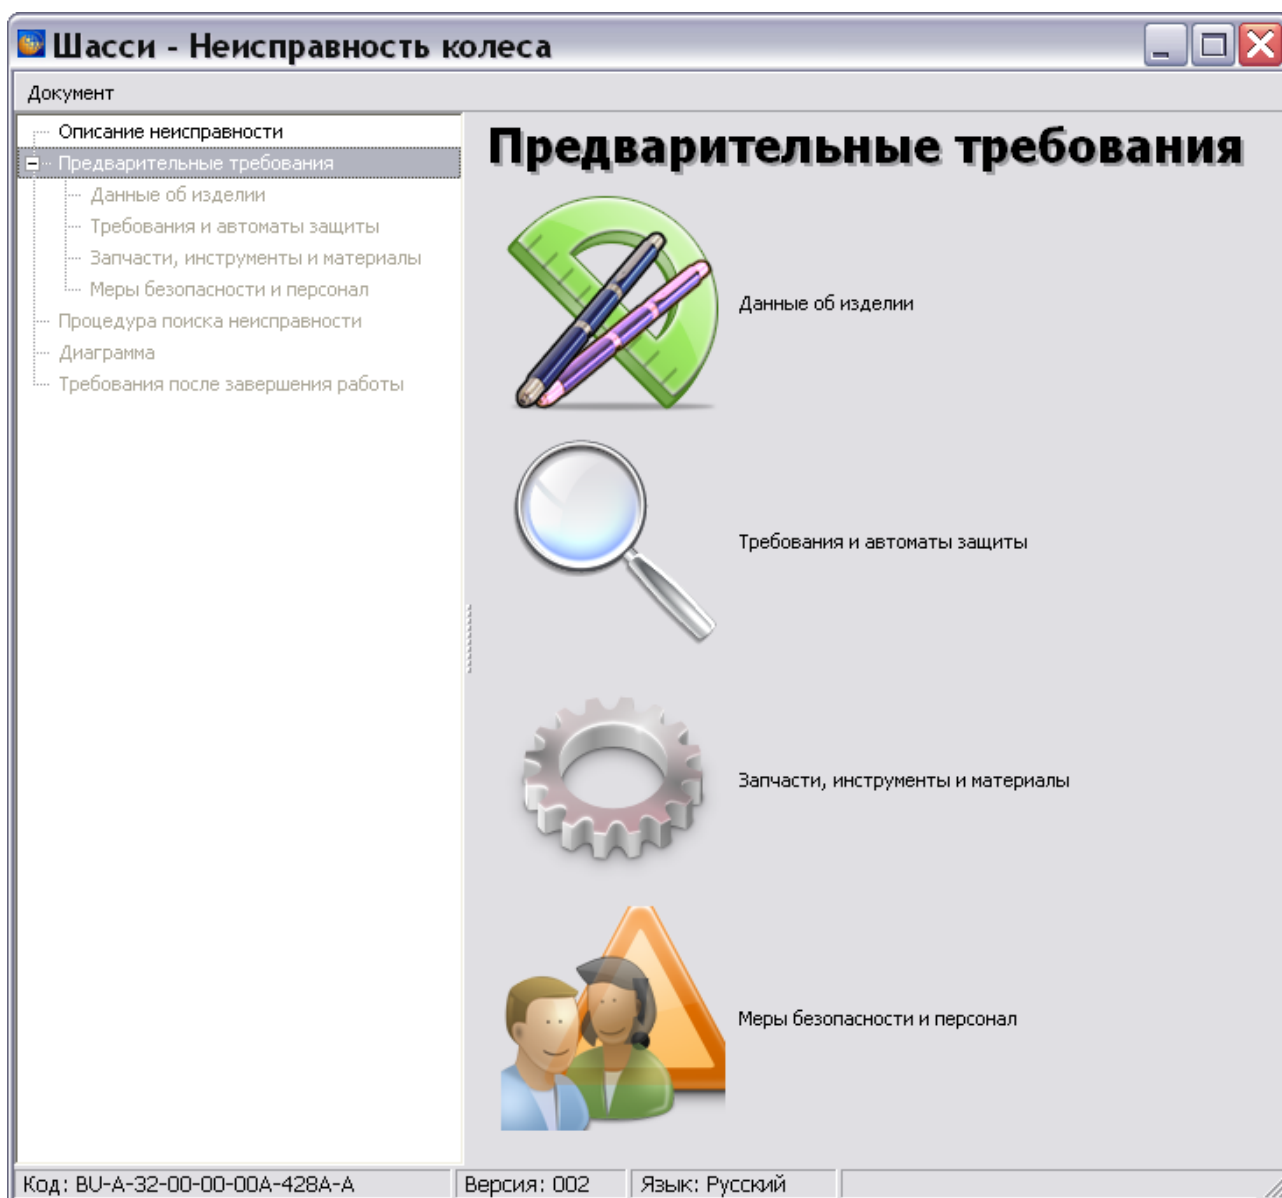 Шасси - Неисправность колеса
Документ
Описание неисправности
Предварительные требования
Данные об изделии
Требования и автоматы защиты
Запчасти, инструменты и материалы
Меры безопасности и персонал
Процедура поиска неисправности
Диаграмма
Требования после завершения работы
Предварительные требования
Данные об изделии
Требования и автоматы защиты
Запчасти, инструменты и материалы
Меры безопасности и персонал
Код: BU-A-32-00-00-00A-428A-A
Версия: 002
Язык: Русский